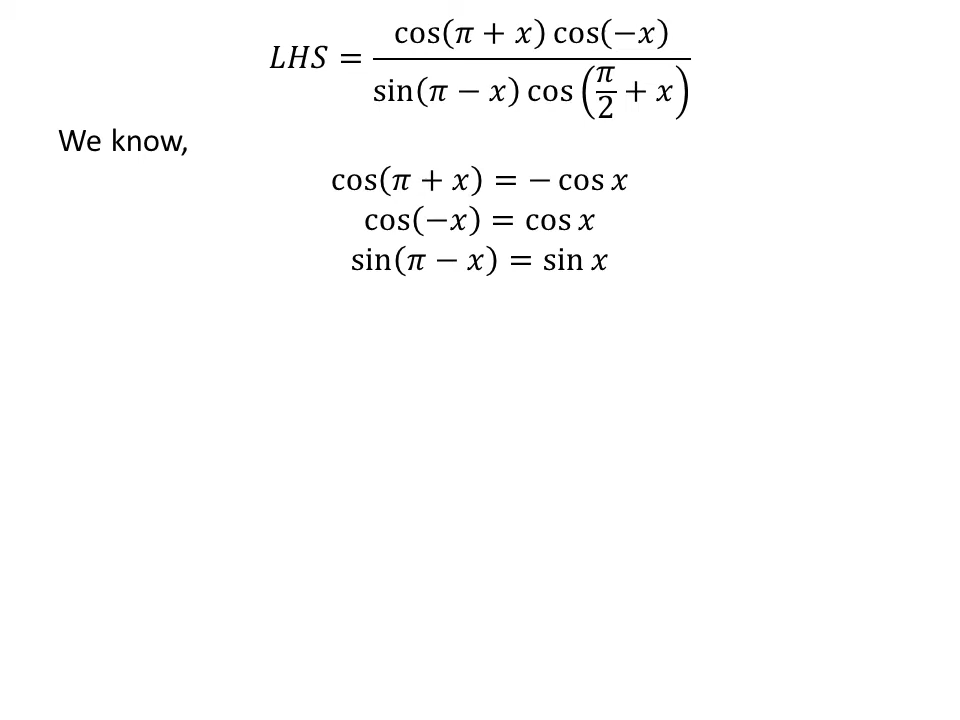 𝐿𝐻𝑆 = cos(𝜋 + 𝑥) cos(−𝑥) / sin(𝜋 − 𝑥) cos(𝜋/2 + 𝑥)
We know,
cos(𝜋 + 𝑥) = − cos 𝑥
cos(−𝑥) = cos 𝑥
sin(𝜋 − 𝑥) = sin 𝑥